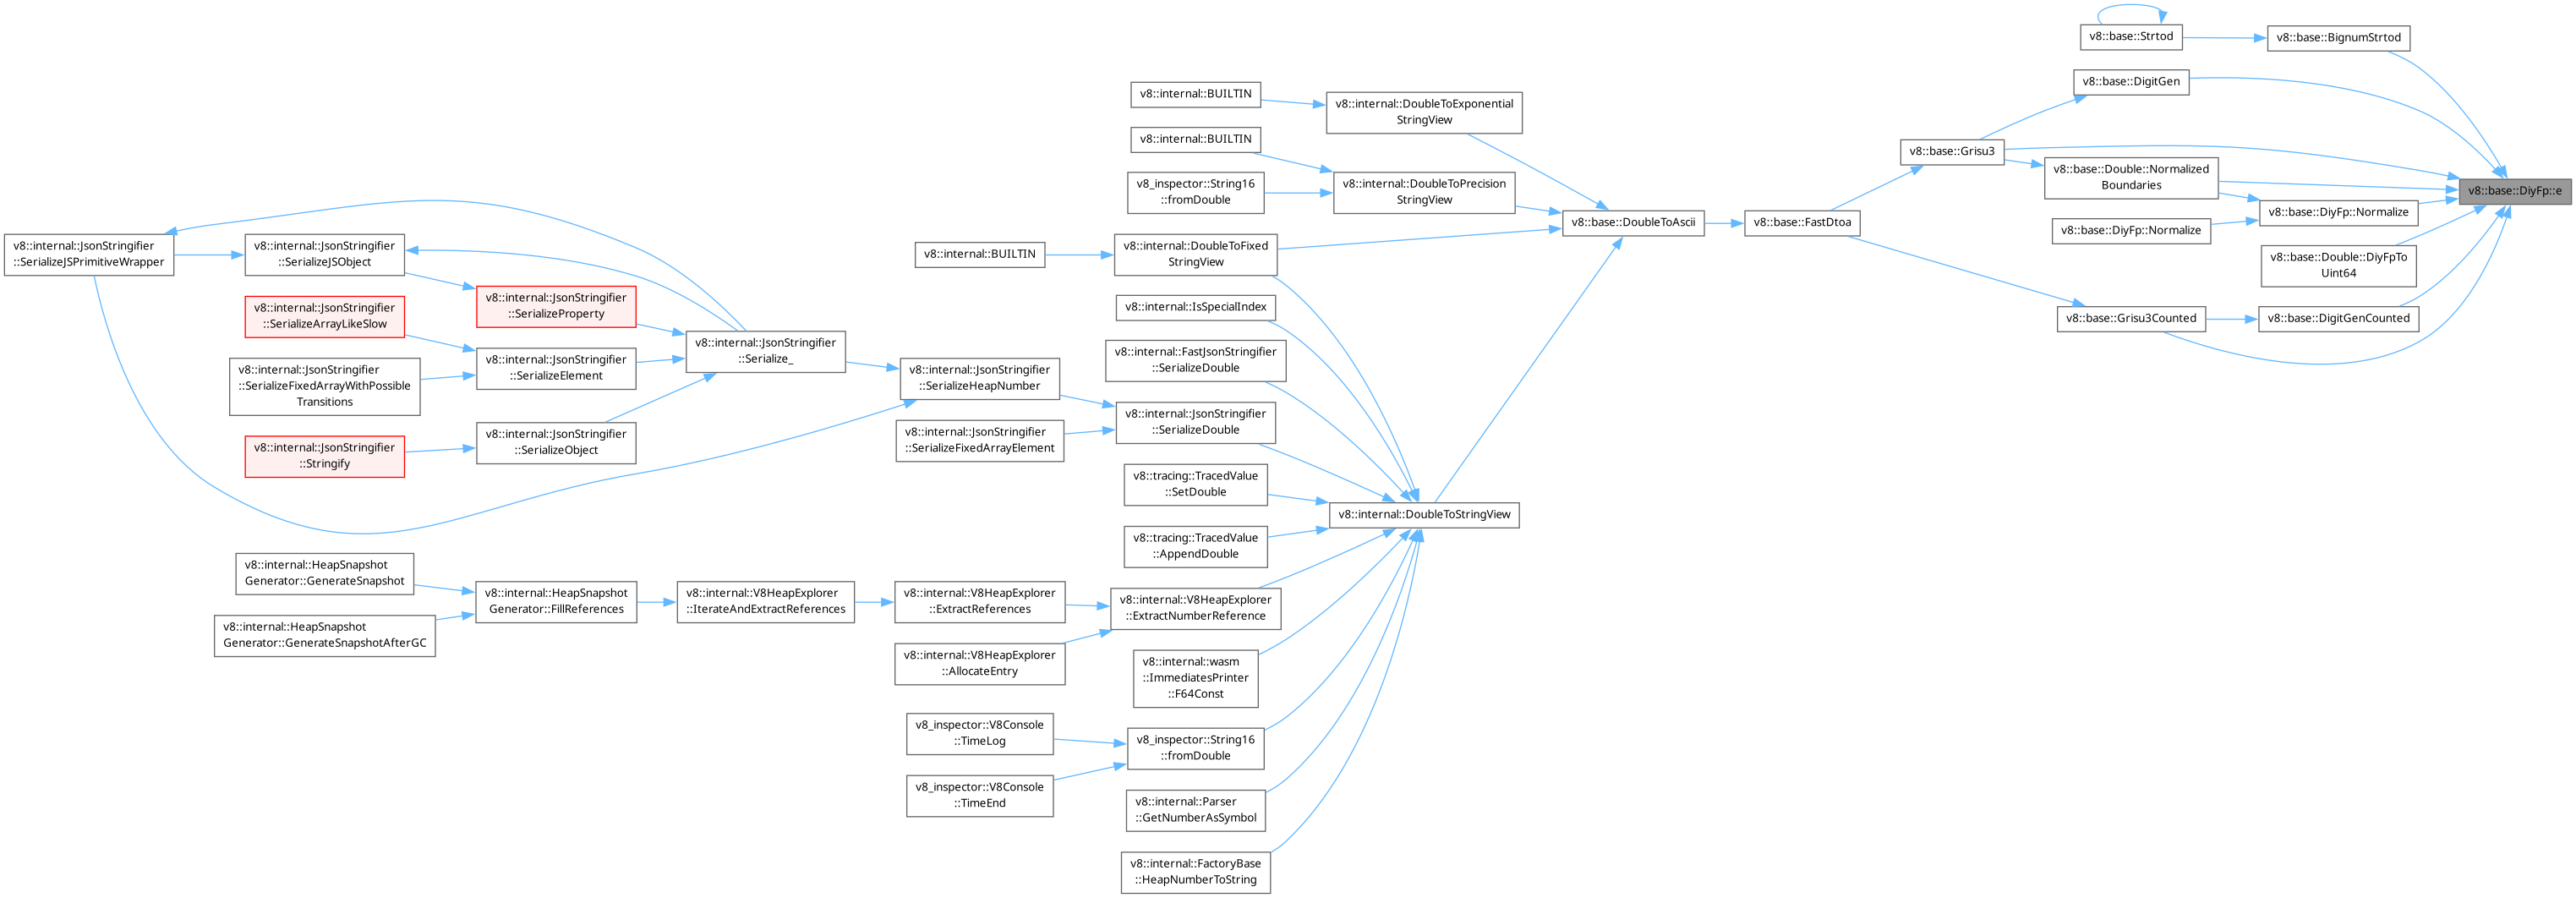 v8::base::Strtod
v8::base::BignumStrtod
v8::base::DigitGen
v8::internal::BUILTIN
v8::internal::DoubleToExponential
StringView
v8::internal::BUILTIN
v8::base::Grisu3
v8::base::Double::Normalized
Boundaries
v8::base::DiyFp::e
v8_inspector::String16
::fromDouble
v8::internal::DoubleToPrecision
StringView
v8::base::DoubleToAscii
v8::base::FastDtoa
v8::base::DiyFp::Normalize
v8::base::DiyFp::Normalize
v8::internal::JsonStringifier
::SerializeJSPrimitiveWrapper
v8::internal::JsonStringifier
::SerializeJSObject
v8::internal::BUILTIN
v8::internal::DoubleToFixed
StringView
v8::base::Double::DiyFpTo
Uint64
v8::internal::JsonStringifier
::SerializeArrayLikeSlow
v8::internal::JsonStringifier
::SerializeProperty
v8::internal::IsSpecialIndex
v8::base::Grisu3Counted
v8::base::DigitGenCounted
v8::internal::JsonStringifier
::SerializeFixedArrayWithPossible
Transitions
v8::internal::JsonStringifier
::SerializeElement
v8::internal::JsonStringifier
::Serialize_
v8::internal::JsonStringifier
::SerializeHeapNumber
v8::internal::FastJsonStringifier
::SerializeDouble
v8::internal::JsonStringifier
::Stringify
v8::internal::JsonStringifier
::SerializeObject
v8::internal::JsonStringifier
::SerializeFixedArrayElement
v8::internal::JsonStringifier
::SerializeDouble
v8::tracing::TracedValue
::SetDouble
v8::internal::DoubleToStringView
v8::tracing::TracedValue
::AppendDouble
v8::internal::HeapSnapshot
Generator::GenerateSnapshot
v8::internal::HeapSnapshot
Generator::GenerateSnapshotAfterGC
v8::internal::HeapSnapshot
Generator::FillReferences
v8::internal::V8HeapExplorer
::IterateAndExtractReferences
v8::internal::V8HeapExplorer
::ExtractReferences
v8::internal::V8HeapExplorer
::ExtractNumberReference
v8::internal::V8HeapExplorer
::AllocateEntry
v8::internal::wasm
::ImmediatesPrinter
::F64Const
v8_inspector::V8Console
::TimeLog
v8_inspector::String16
::fromDouble
v8_inspector::V8Console
::TimeEnd
v8::internal::Parser
::GetNumberAsSymbol
v8::internal::FactoryBase
::HeapNumberToString